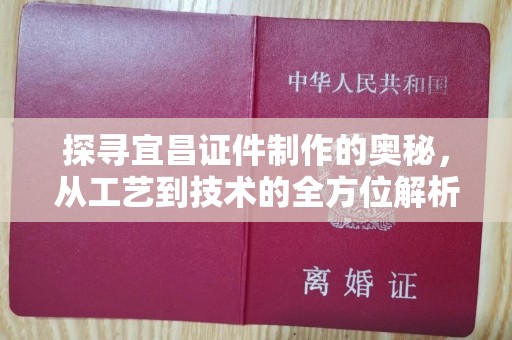 中华人民共和国
探寻宜昌证件制作的奥秘，
从工艺到技术的全方位解析
离婚证